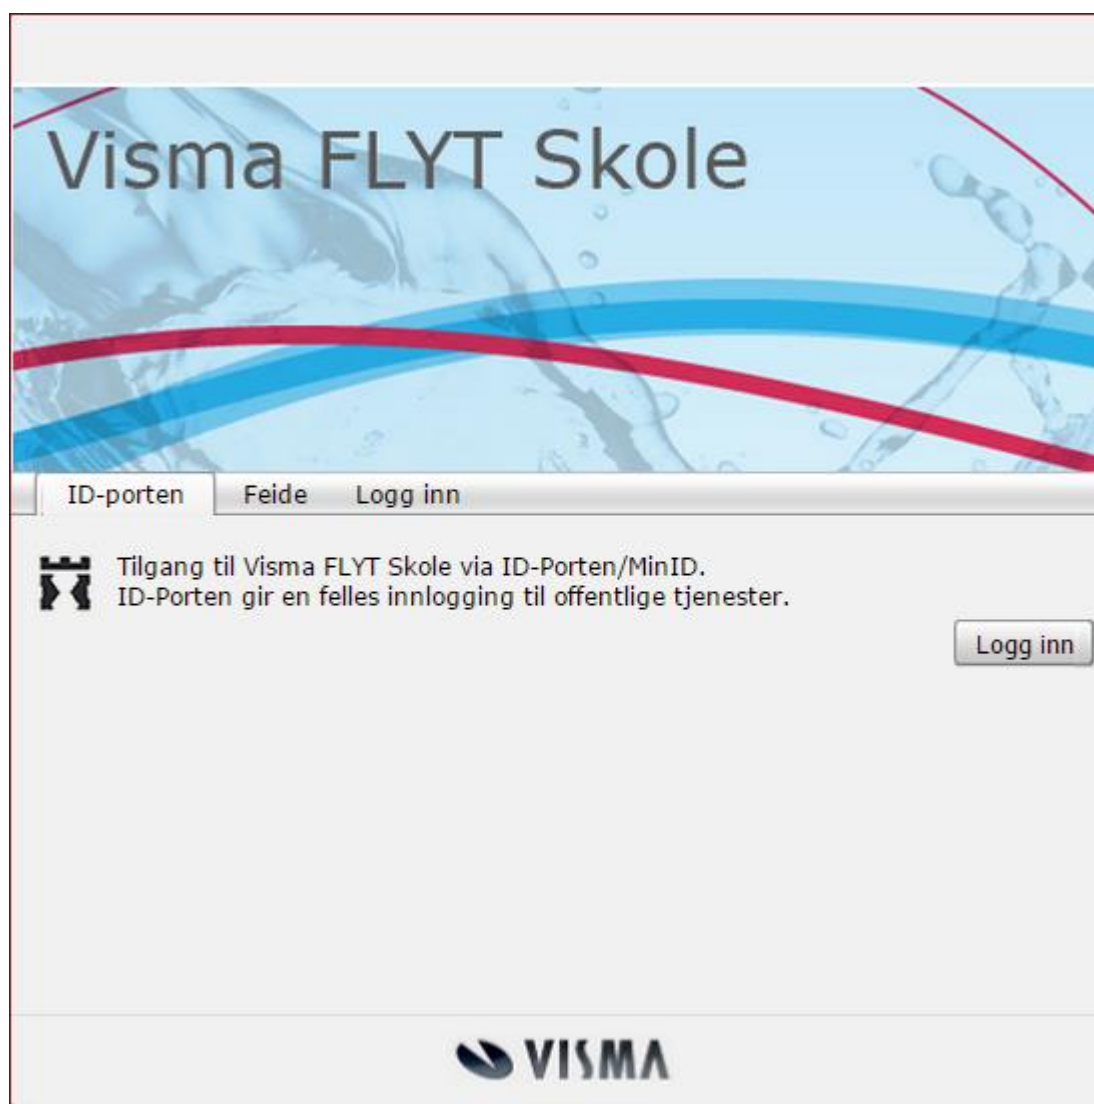 Visma FLYT Skole
ID-porten Feide Logg inn
Tilgang til Visma FLYT Skole via ID-Porten/MinID.
ID-Porten gir en felles innlogging til offentlige tjenester.
Logg inn
VISMA